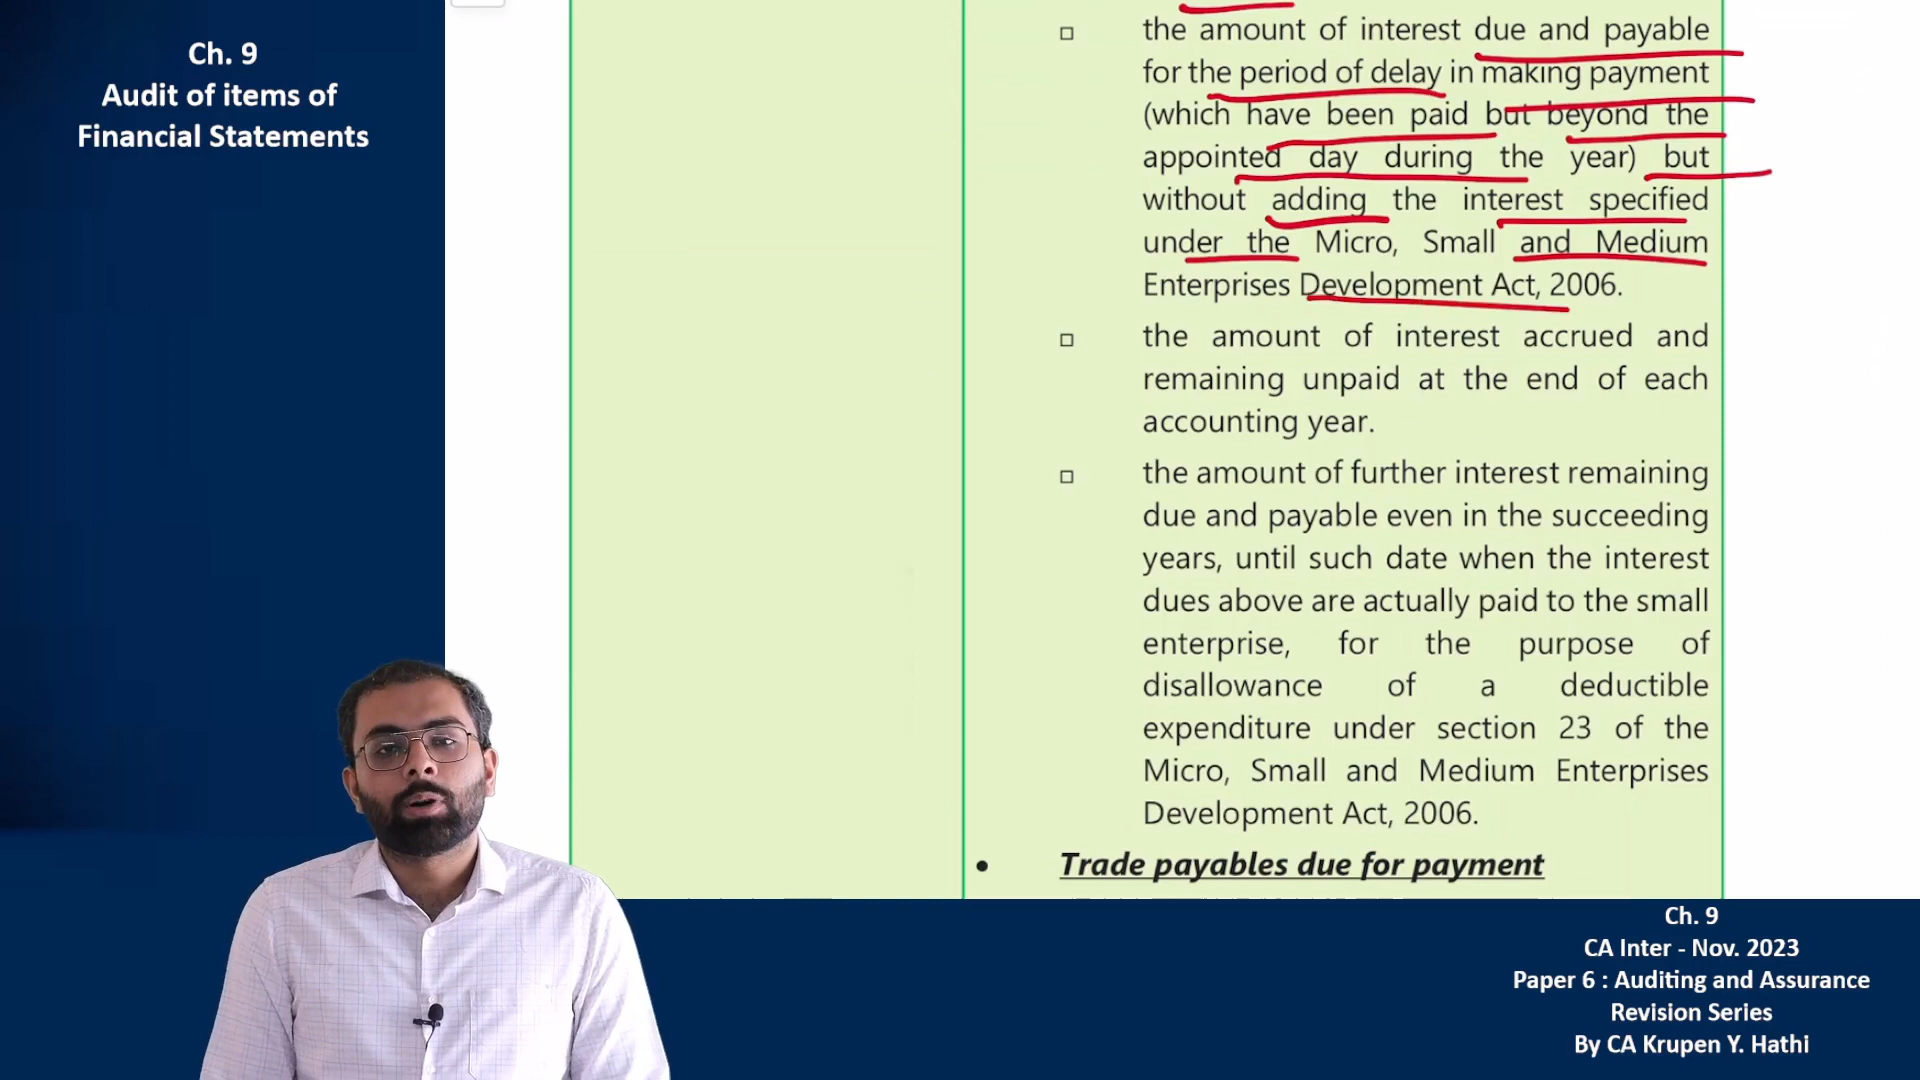 Ch. 9
Audit of items of
Financial Statements
the amount of interest due and payable
for the period of delay in making payment
(which have been paid but beyond the
appointed day during the year) but
without adding the interest specified
under the Micro, Small and Medium
Enterprises Development Act, 2006.
the amount of interest accrued and
remaining unpaid at the end of each
accounting year.
the amount of further interest remaining
due and payable even in the succeeding
years, until such date when the interest
dues above are actually paid to the small
enterprise, for the purpose of
disallowance of a deductible
expenditure under section 23 of the
Micro, Small and Medium Enterprises
Development Act, 2006.
• Trade payables due for payment
Ch. 9
CA Inter - Nov. 2023
Paper 6 : Auditing and Assurance
Revision Series
By CA Krupen Y. Hathi